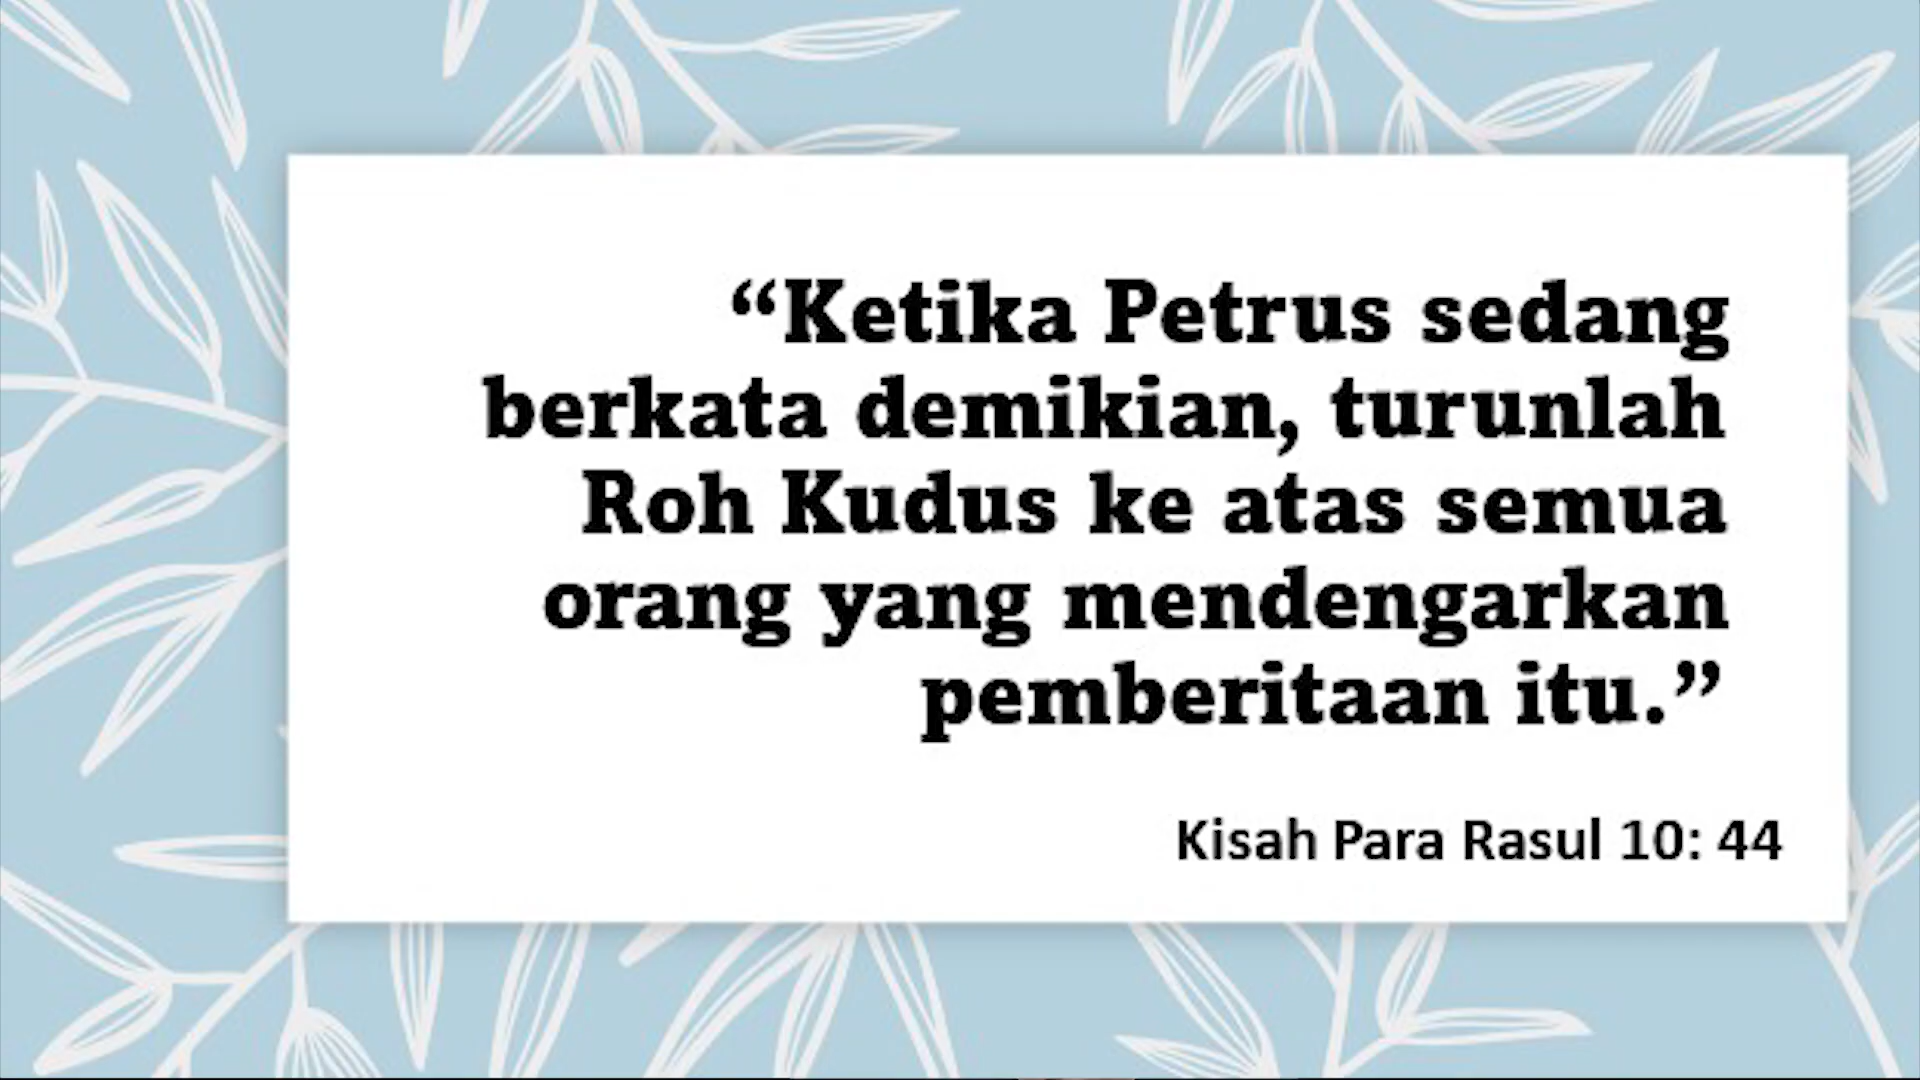 “Ketika Petrus sedang
berkata demikian, turunlah
Roh Kudus ke atas semua
orang yang mendengarkan
pemberitaan itu.”
Kisah Para Rasul 10: 44